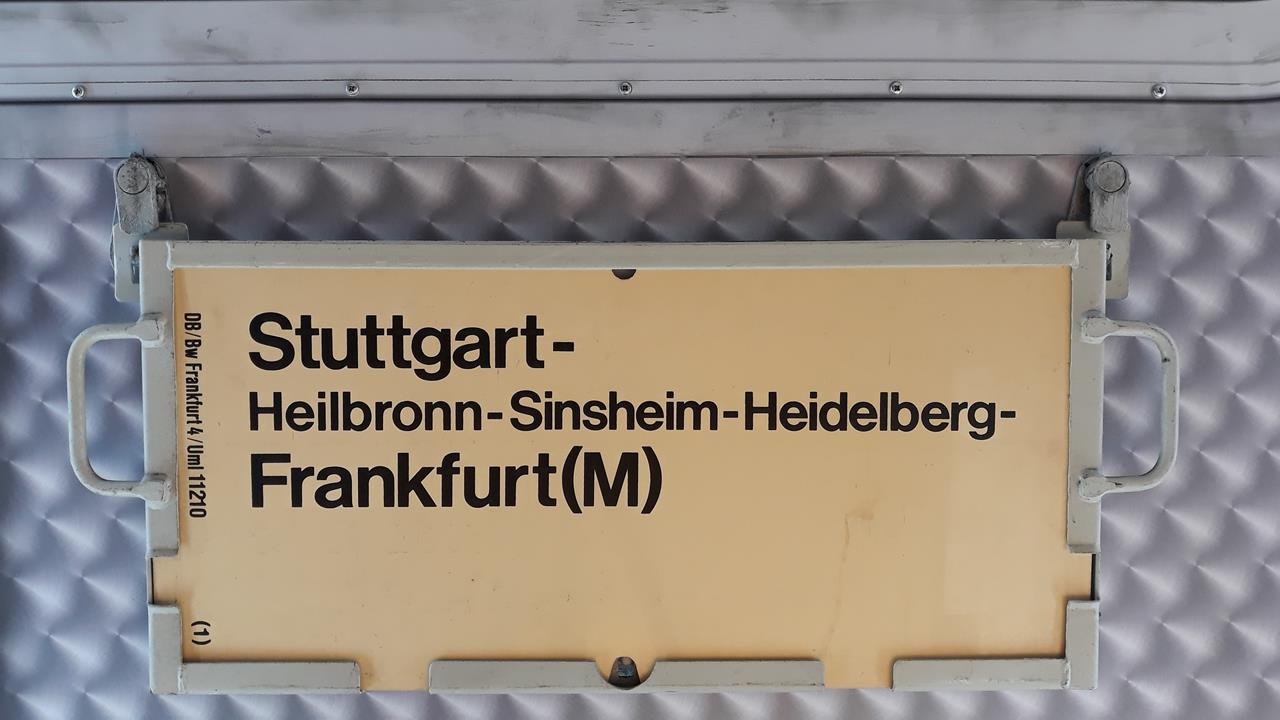 Stuttgart-
Heilbronn-Sinsheim-Heidelberg-
Frankfurt(M)
DB/Bw Frankfurt 4/Uml 11210
(1)